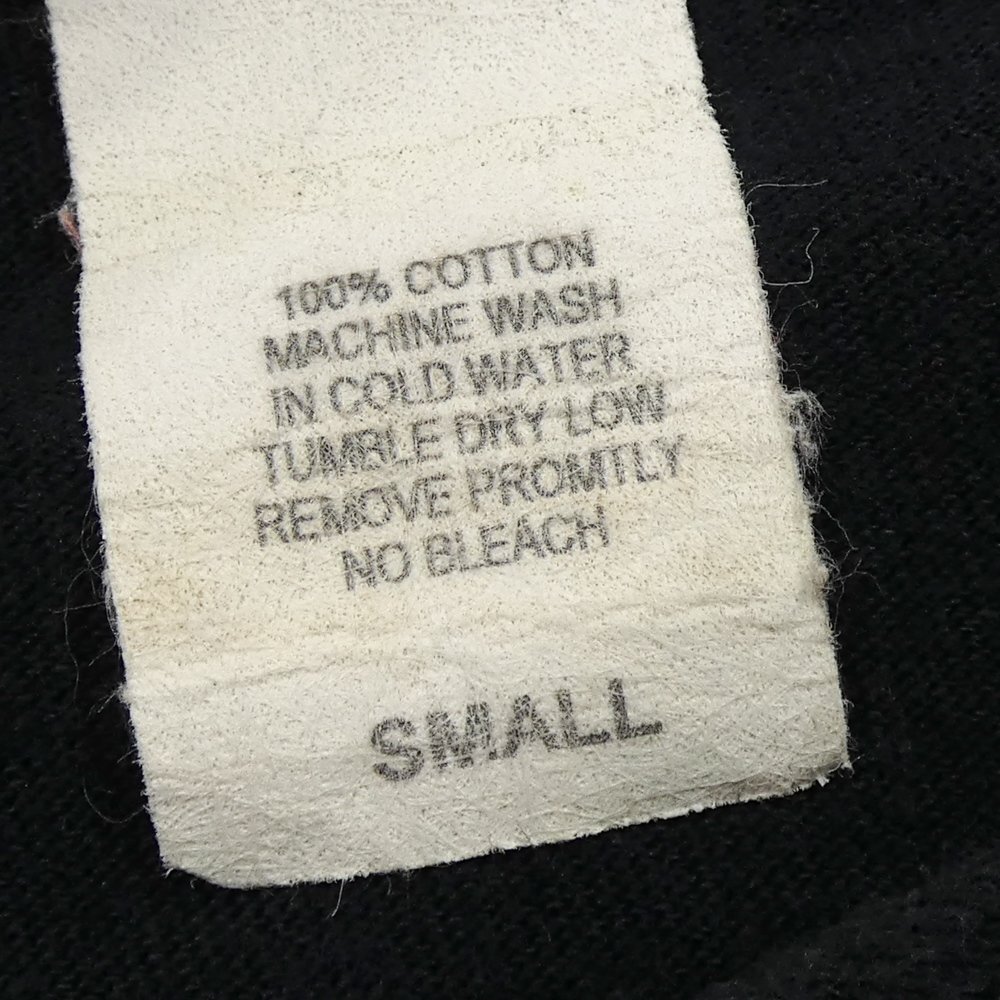 100% COTTON
MACHINE WASH
IN COLD WATER
TUMBLE DRY LOW
REMOVE PROMTLY
NO BLEACH
SMALL